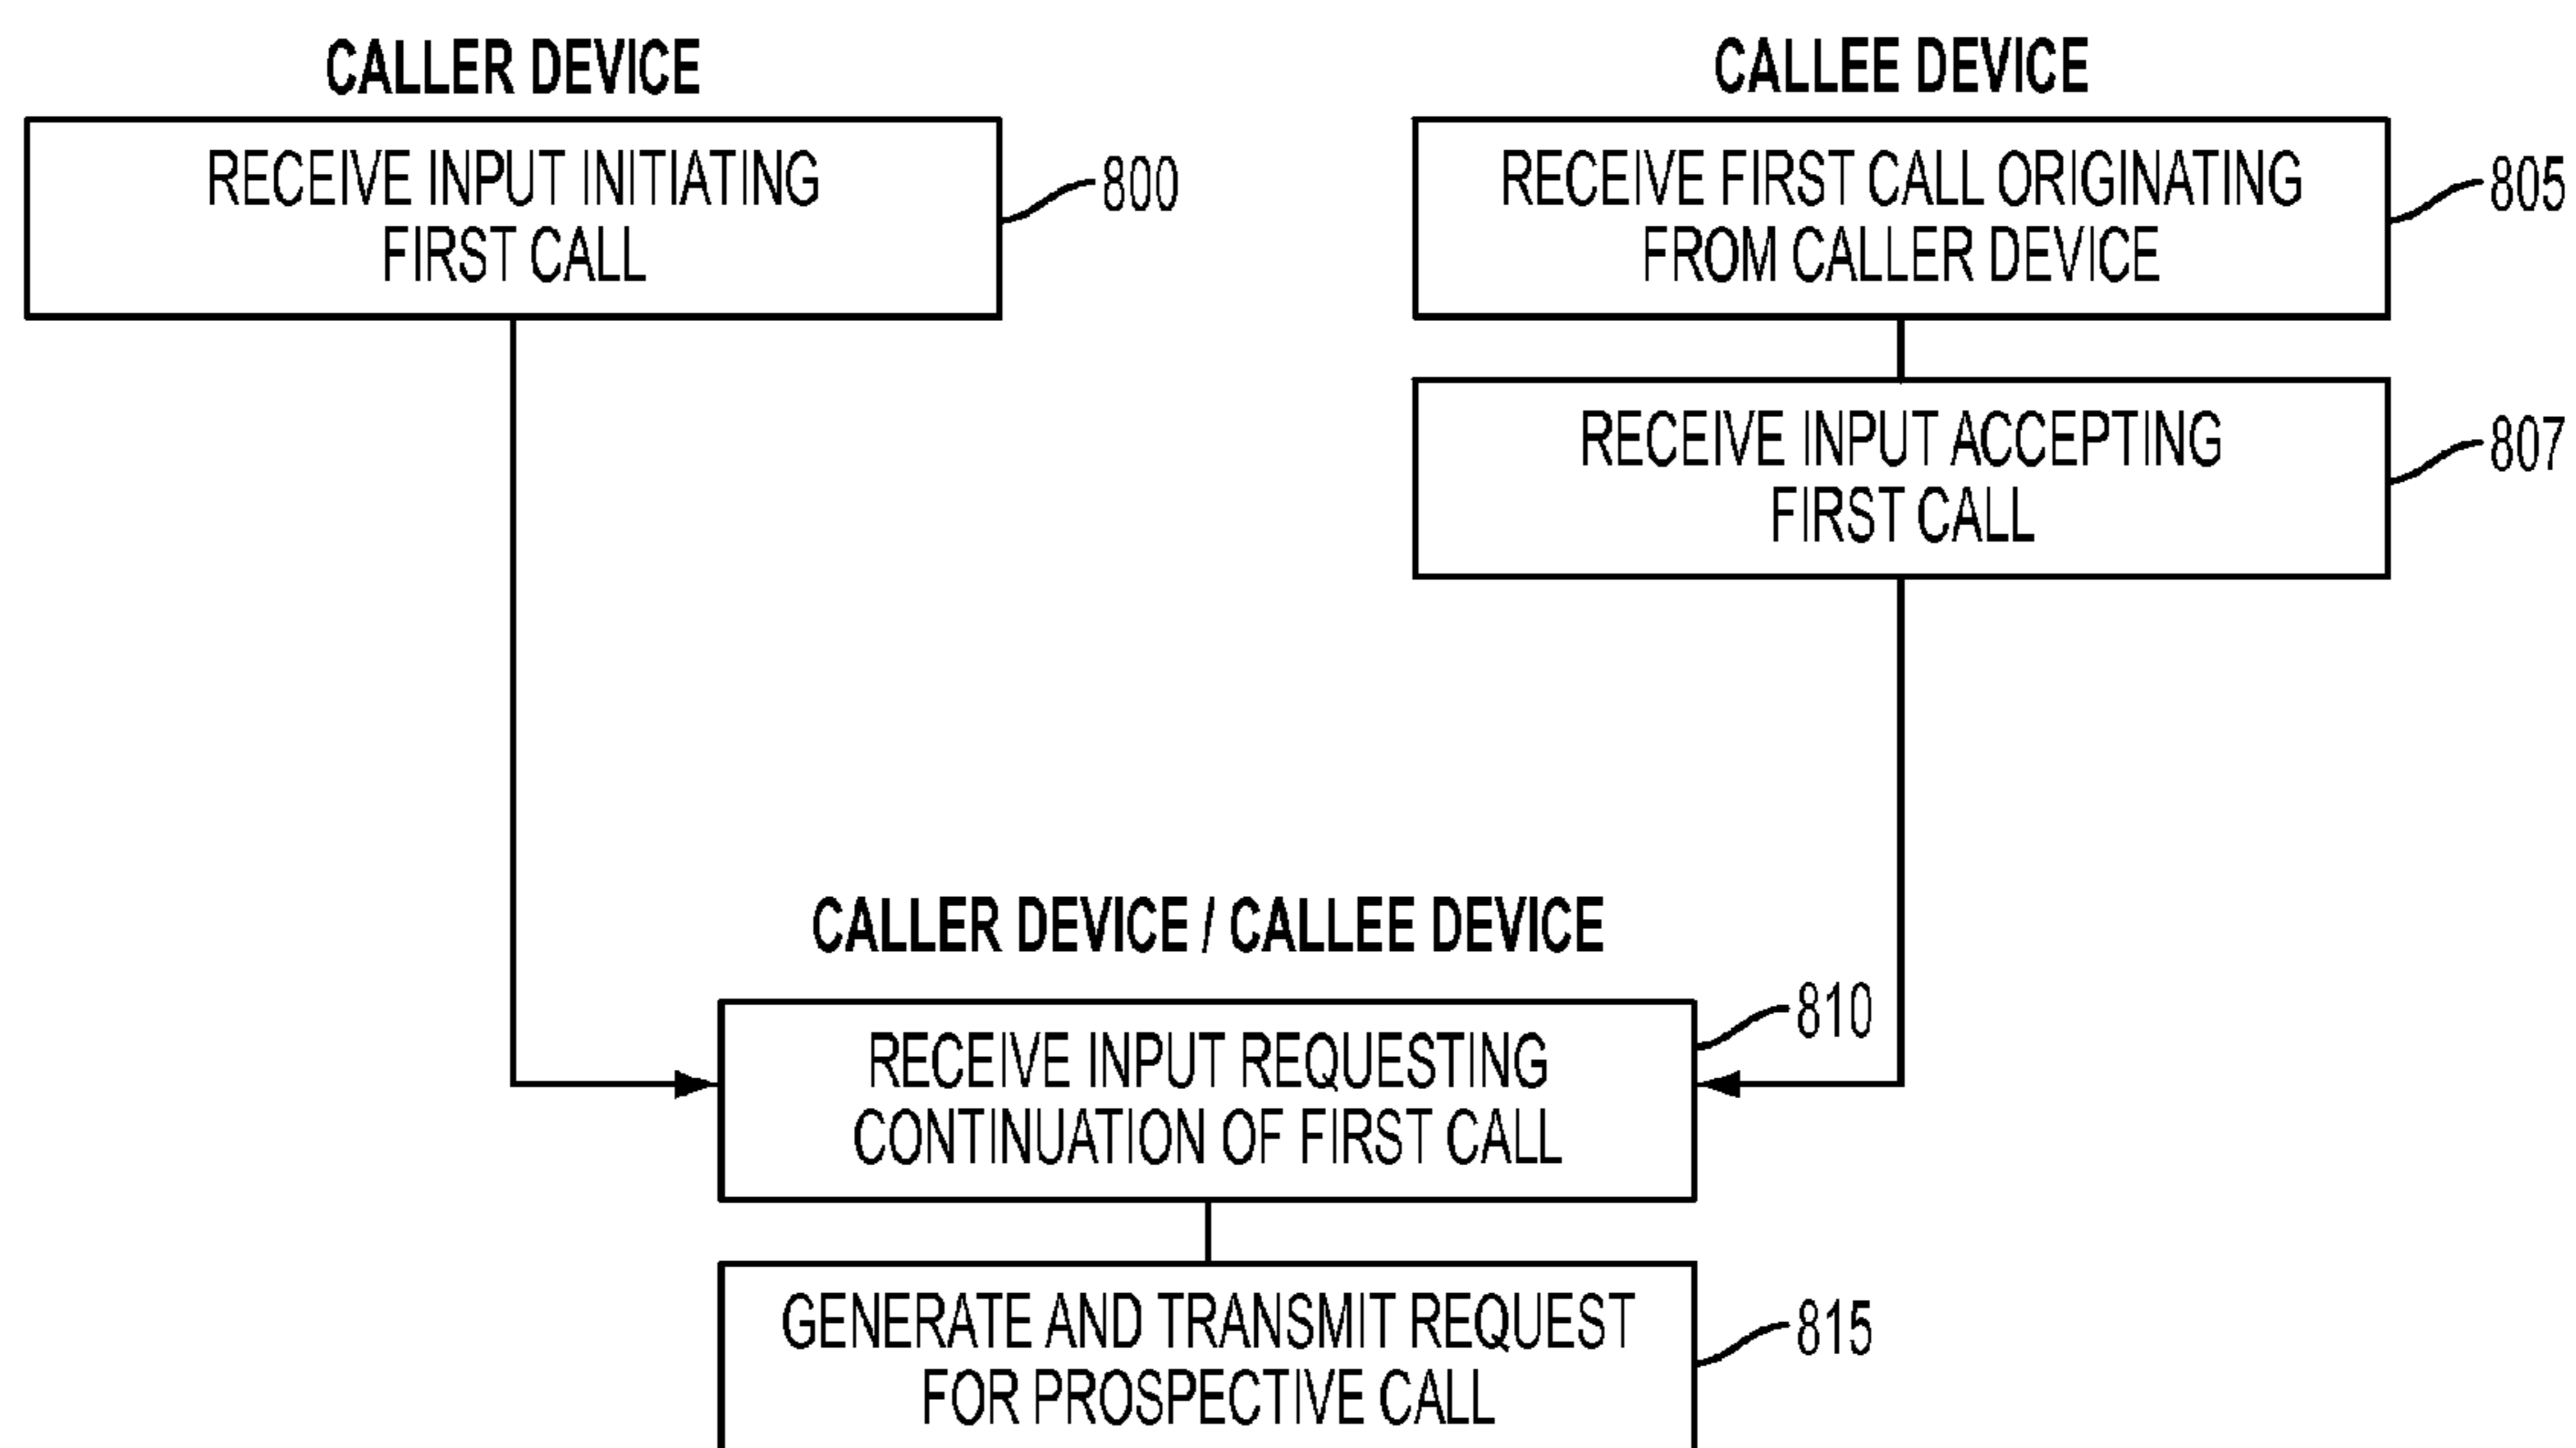 CALLER DEVICE
RECEIVE INPUT INITIATING
FIRST CALL
800
CALLEE DEVICE
RECEIVE FIRST CALL ORIGINATING
FROM CALLER DEVICE
805
RECEIVE INPUT ACCEPTING
FIRST CALL
807
CALLER DEVICE / CALLEE DEVICE
RECEIVE INPUT REQUESTING
CONTINUATION OF FIRST CALL
810
GENERATE AND TRANSMIT REQUEST
FOR PROSPECTIVE CALL
815